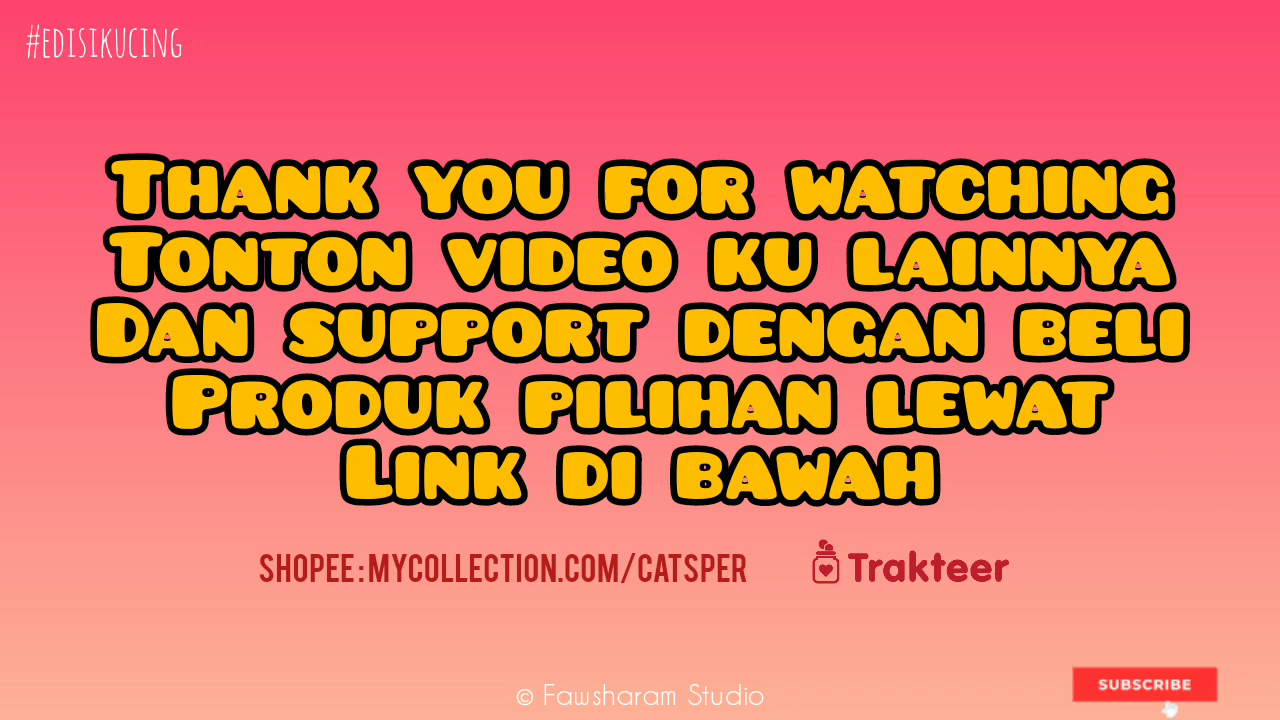 #EDISIKUCING
THANK YOU FOR WATCHING
TONTON VIDEO KU LAINNYA
DAN SUPPORT DENGAN BELI
PRODUK PILIHAN LEWAT
LINK DI BAWAH
SHOPEE : MYCOLLECTION.COM/CATSPER
Trakteer
© Fawsharam Studio
SUBSCRIBE